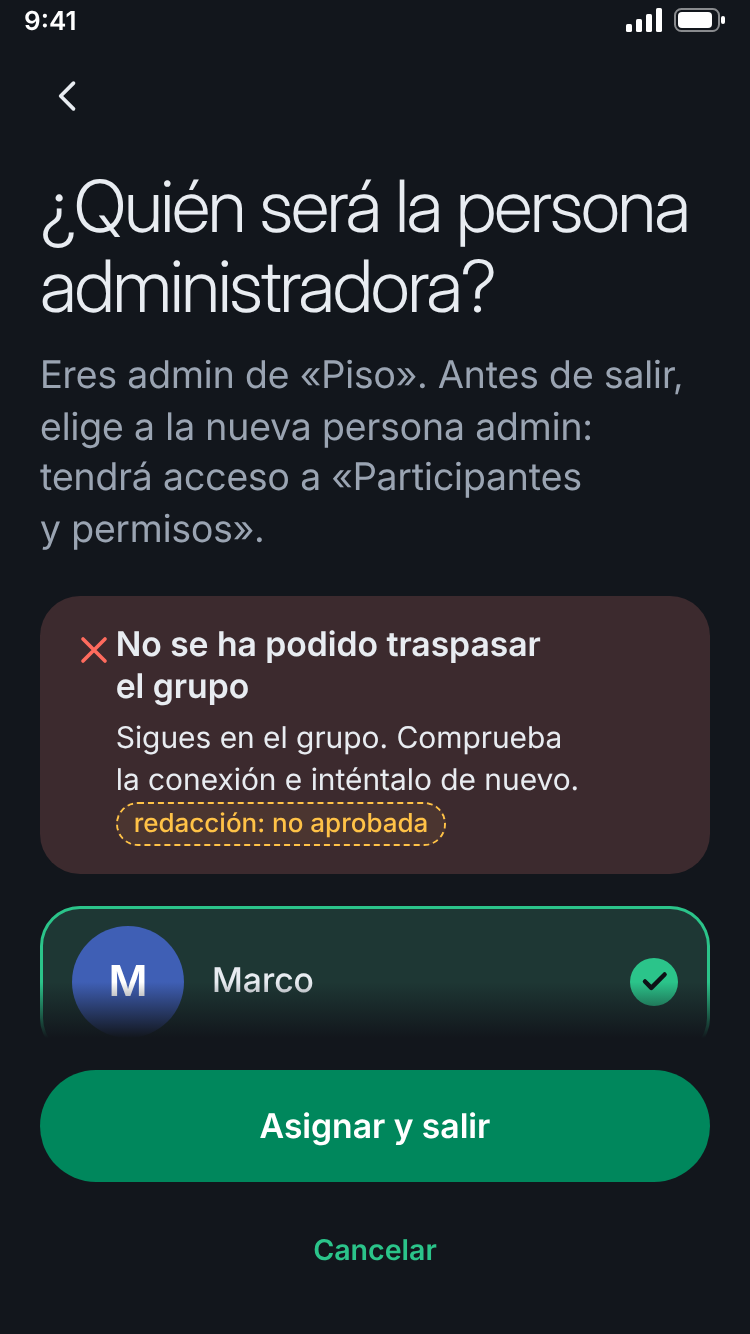 9:41
¿Quién será la persona
administradora?
Eres admin de «Piso». Antes de salir,
elige a la nueva persona admin:
tendrá acceso a «Participantes
y permisos».
No se ha podido traspasar
el grupo
Sigues en el grupo. Comprueba
la conexión e inténtalo de nuevo.
redacción: no aprobada
M
Marco
Asignar y salir
Cancelar